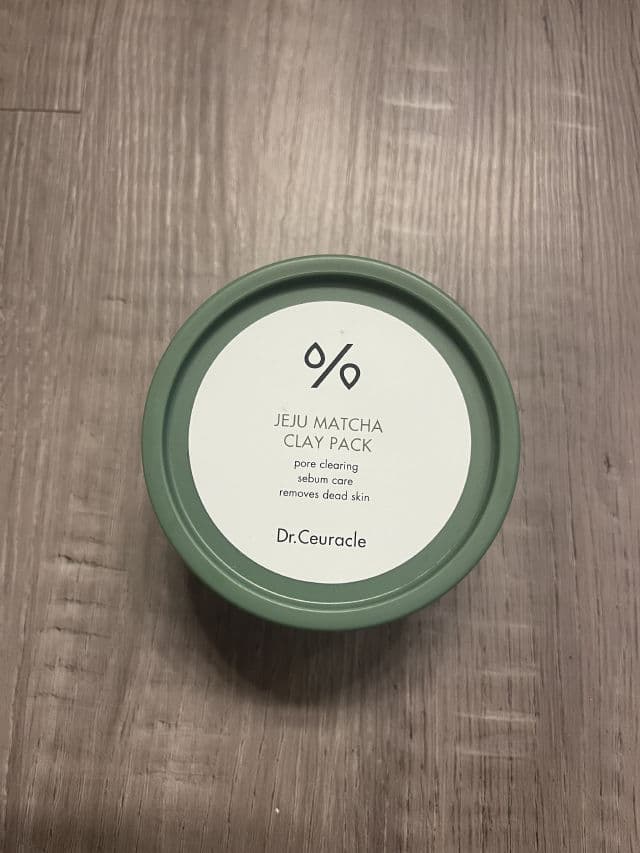 %
JEJU MATCHA
CLAY PACK
pore clearing
sebum care
removes dead skin
Dr.Ceuracle